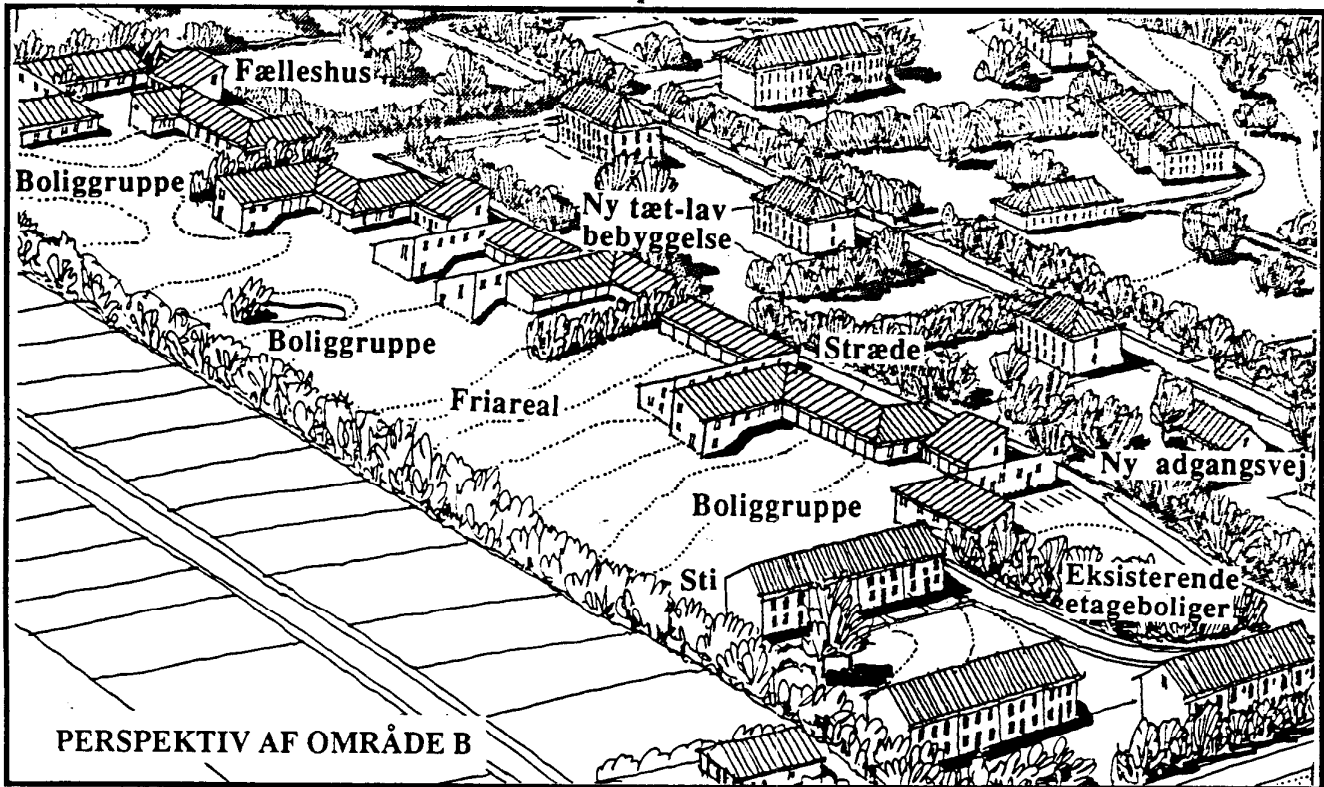 Fælleshus
Boliggruppe
Ny tæt-lav
bebyggelse
Boliggruppe
Stræde
Friareal
Ny adgangsvej
Boliggruppe
Sti
Eksisterende
etageboliger
PERSPEKTIV AF OMRÅDE B